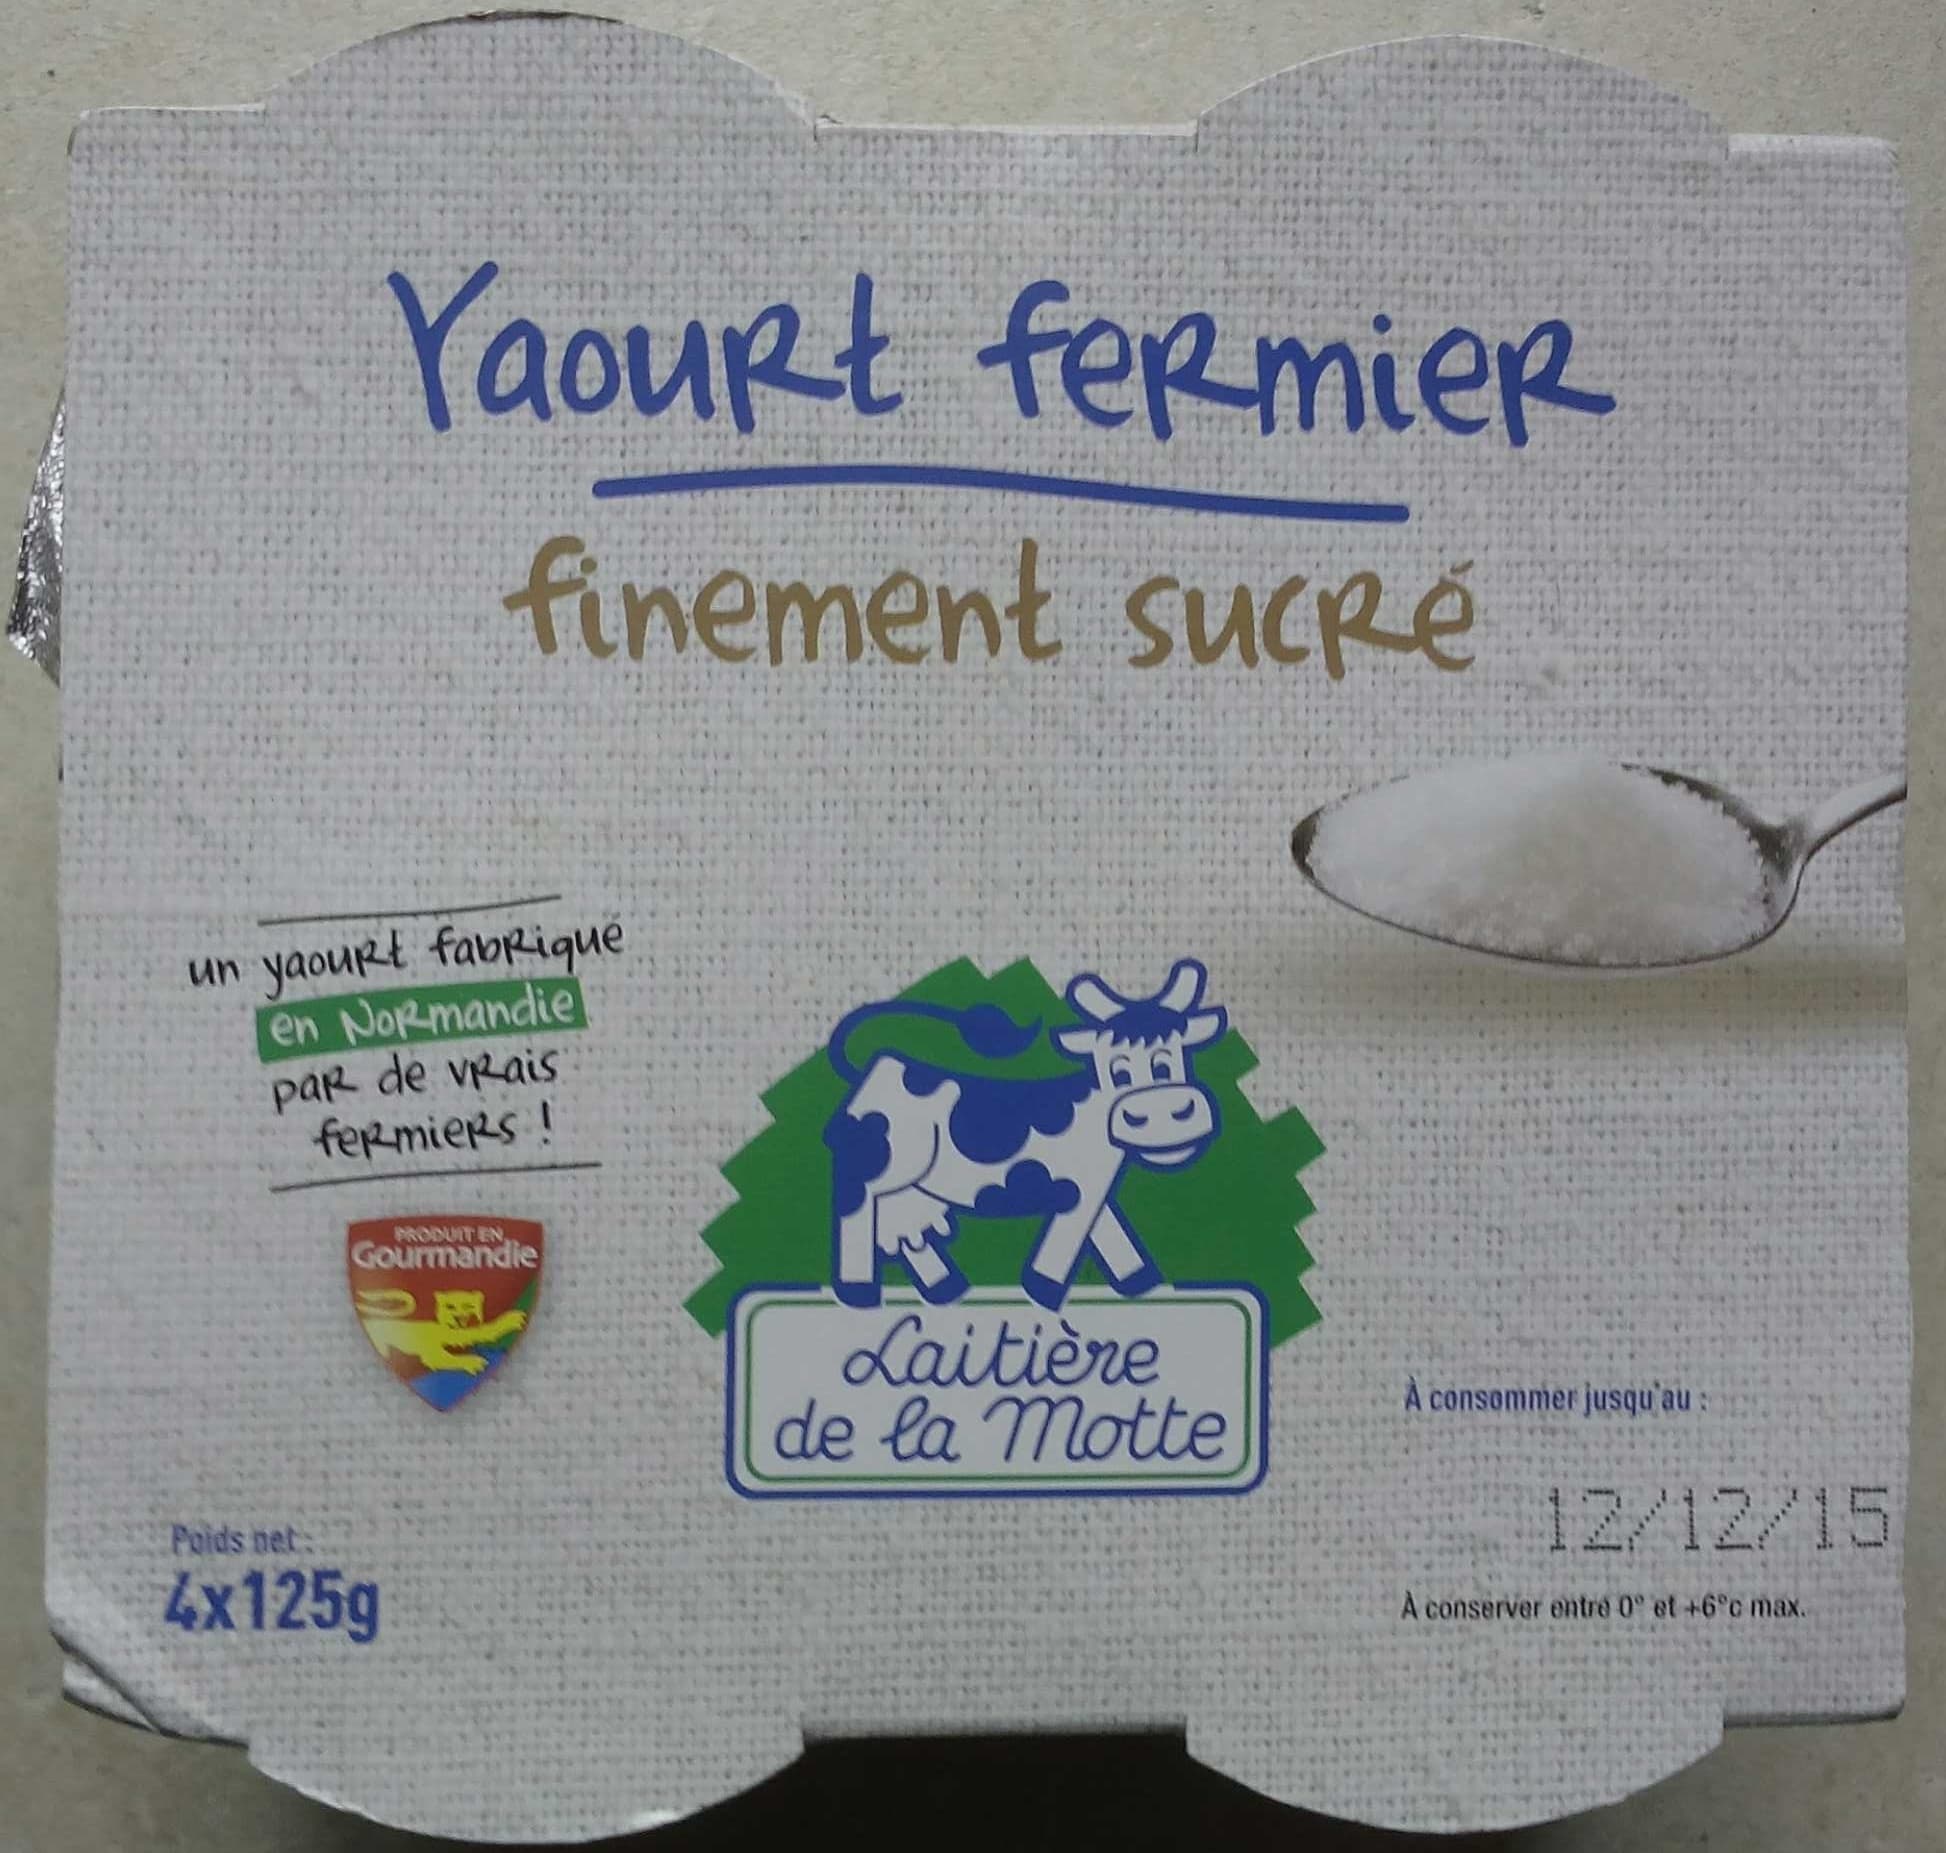 Yaourt fermier
finement sucré
un yaourt fabriqué
en Normandie
par de vrais
fermiers !
PRODUIT EN
Gourmandie
Laitière
de la Motte
À consommer jusqu'au :
12/12/15
À conserver entre 0° et +6°c max.
Poids net :
4x125g